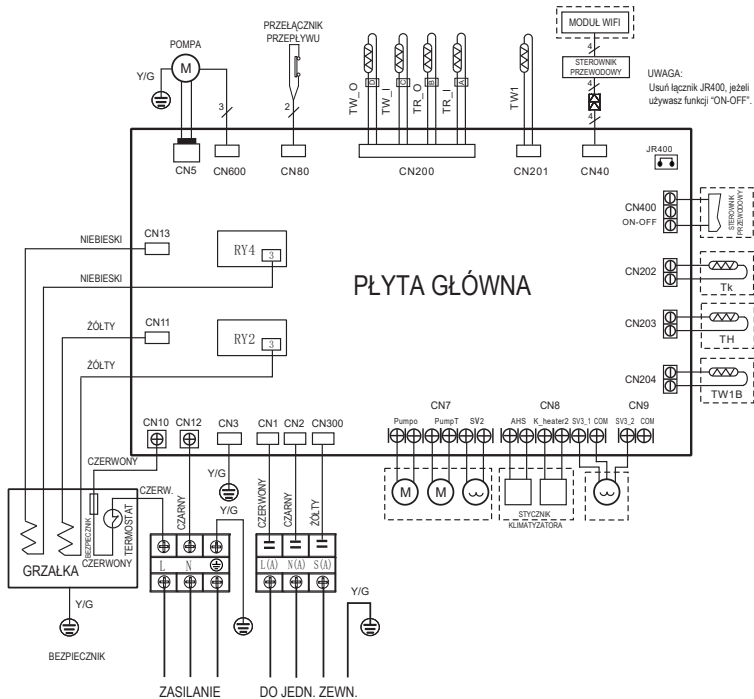 MODUŁ WIFI
PRZEŁĄCZNIK
PRZEPŁYWU
POMPA
4
STEROWNIK
PRZEWODOWY
M
Y/G
UWAGA:
Usuń łącznik JR400, jeżeli
używasz funkcji "ON-OFF".
TW_O
TW_I
TR_O
TR_I
D
C
B
A
TW1
3
2
4
4
CN5
CN600
CN80
CN200
CN201
CN40
JR400
CN400
ON-OFF
STEROWNIK
PRZEWODOWY
CN13
NIEBIESKI
RY4
3
NIEBIESKI
CN202
Tk
PŁYTA GŁÓWNA
CN11
ŻÓŁTY
RY2
3
ŻÓŁTY
CN203
TH
CN204
TW1B
CN10
CN12
CN3
CN1
CN2
CN300
CN7
CN8
CN9
Pumpo
PumpT
SV2
AHS
K_heater2
SV3_1
COM
SV3_2
COM
CZERWONY
CZERW.
CZARNY
Y/G
Y/G
CZERWONY
CZARNY
ŻÓŁTY
M
M
STYCZNIK
KLIMATYZATORA
BEZPIECZNIK
TERMOSTAT
CZERWONY
GRZAŁKA
L
N
L(A)
N(A)
S(A)
Y/G
Y/G
BEZPIECZNIK
ZASILANIE
DO JEDN. ZEWN.